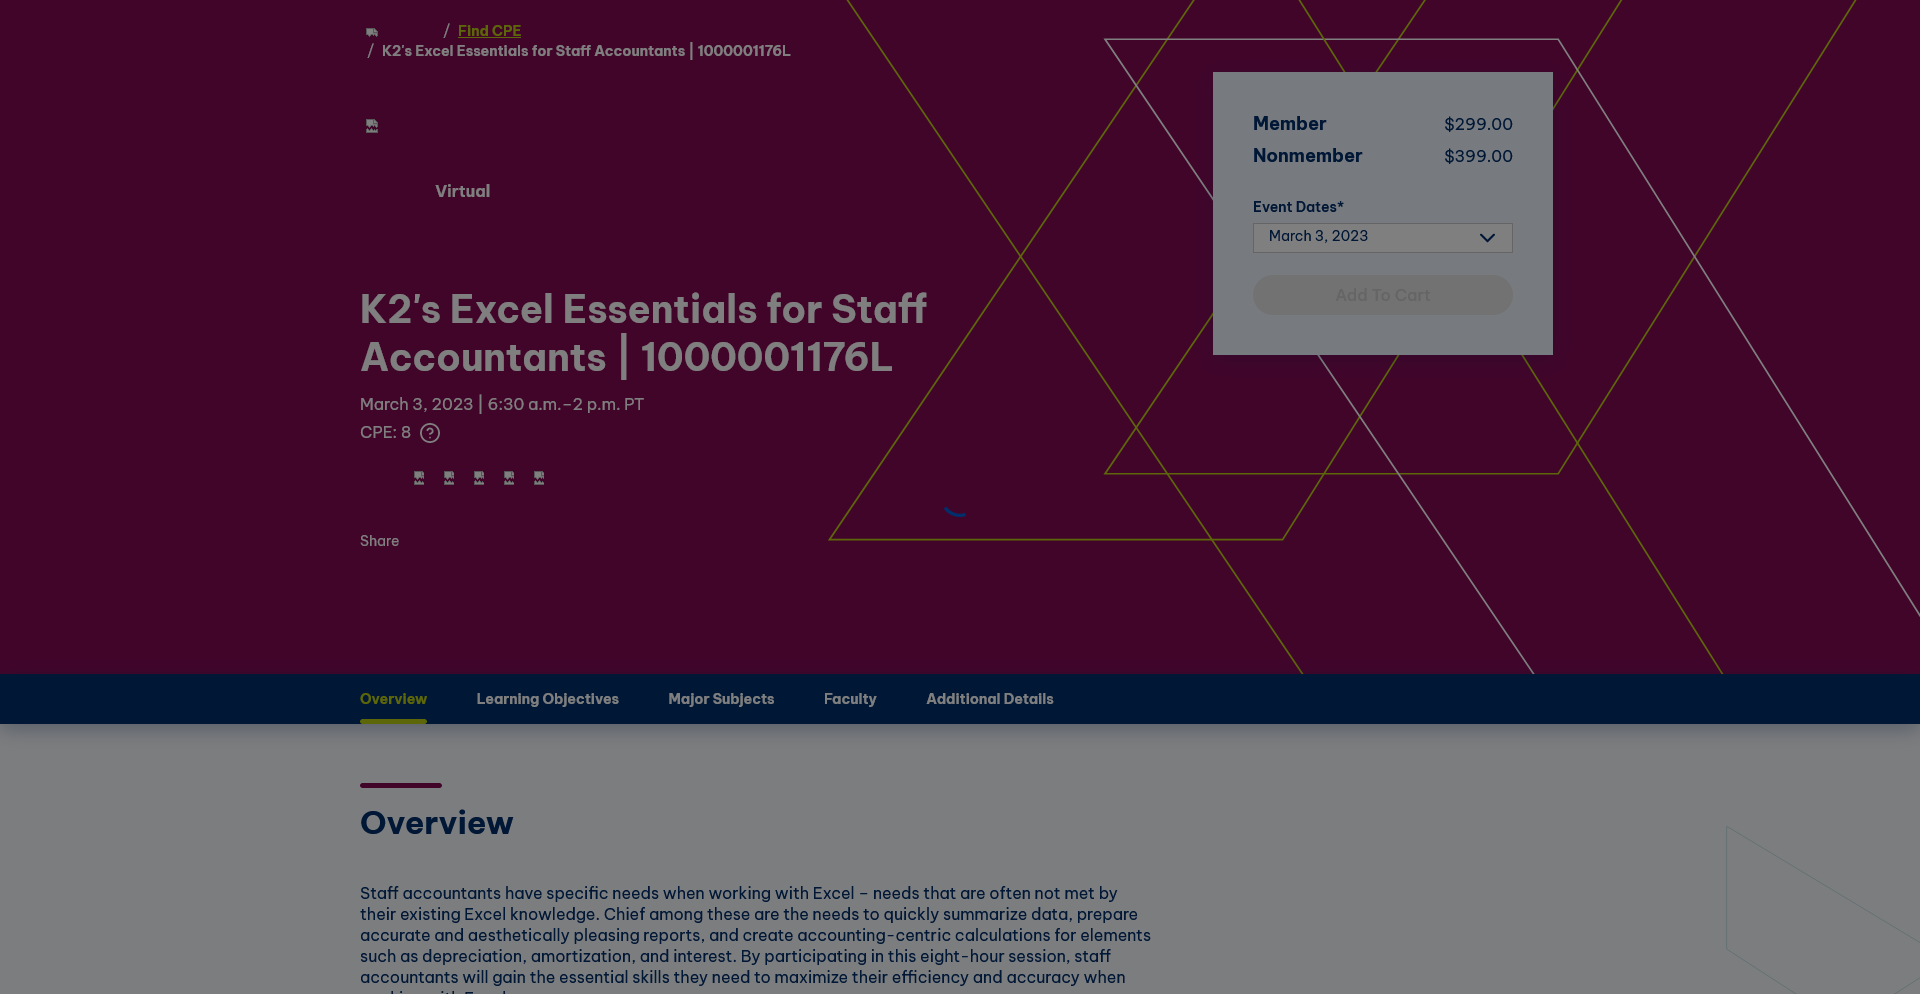 / Find CPE
/ K2's Excel Essentials for Staff Accountants | 1000001176L
Virtual
K2's Excel Essentials for Staff
Accountants | 1000001176L
March 3, 2023 | 6:30 a.m.–2 p.m. PT
CPE: 8 ?
Share
Member $299.00
Nonmember $399.00
Event Dates*
March 3, 2023
Add To Cart
Overview Learning Objectives Major Subjects Faculty Additional Details
Overview
Staff accountants have specific needs when working with Excel – needs that are often not met by
their existing Excel knowledge. Chief among these are the needs to quickly summarize data, prepare
accurate and aesthetically pleasing reports, and create accounting-centric calculations for elements
such as depreciation, amortization, and interest. By participating in this eight-hour session, staff
accountants will gain the essential skills they need to maximize their efficiency and accuracy when